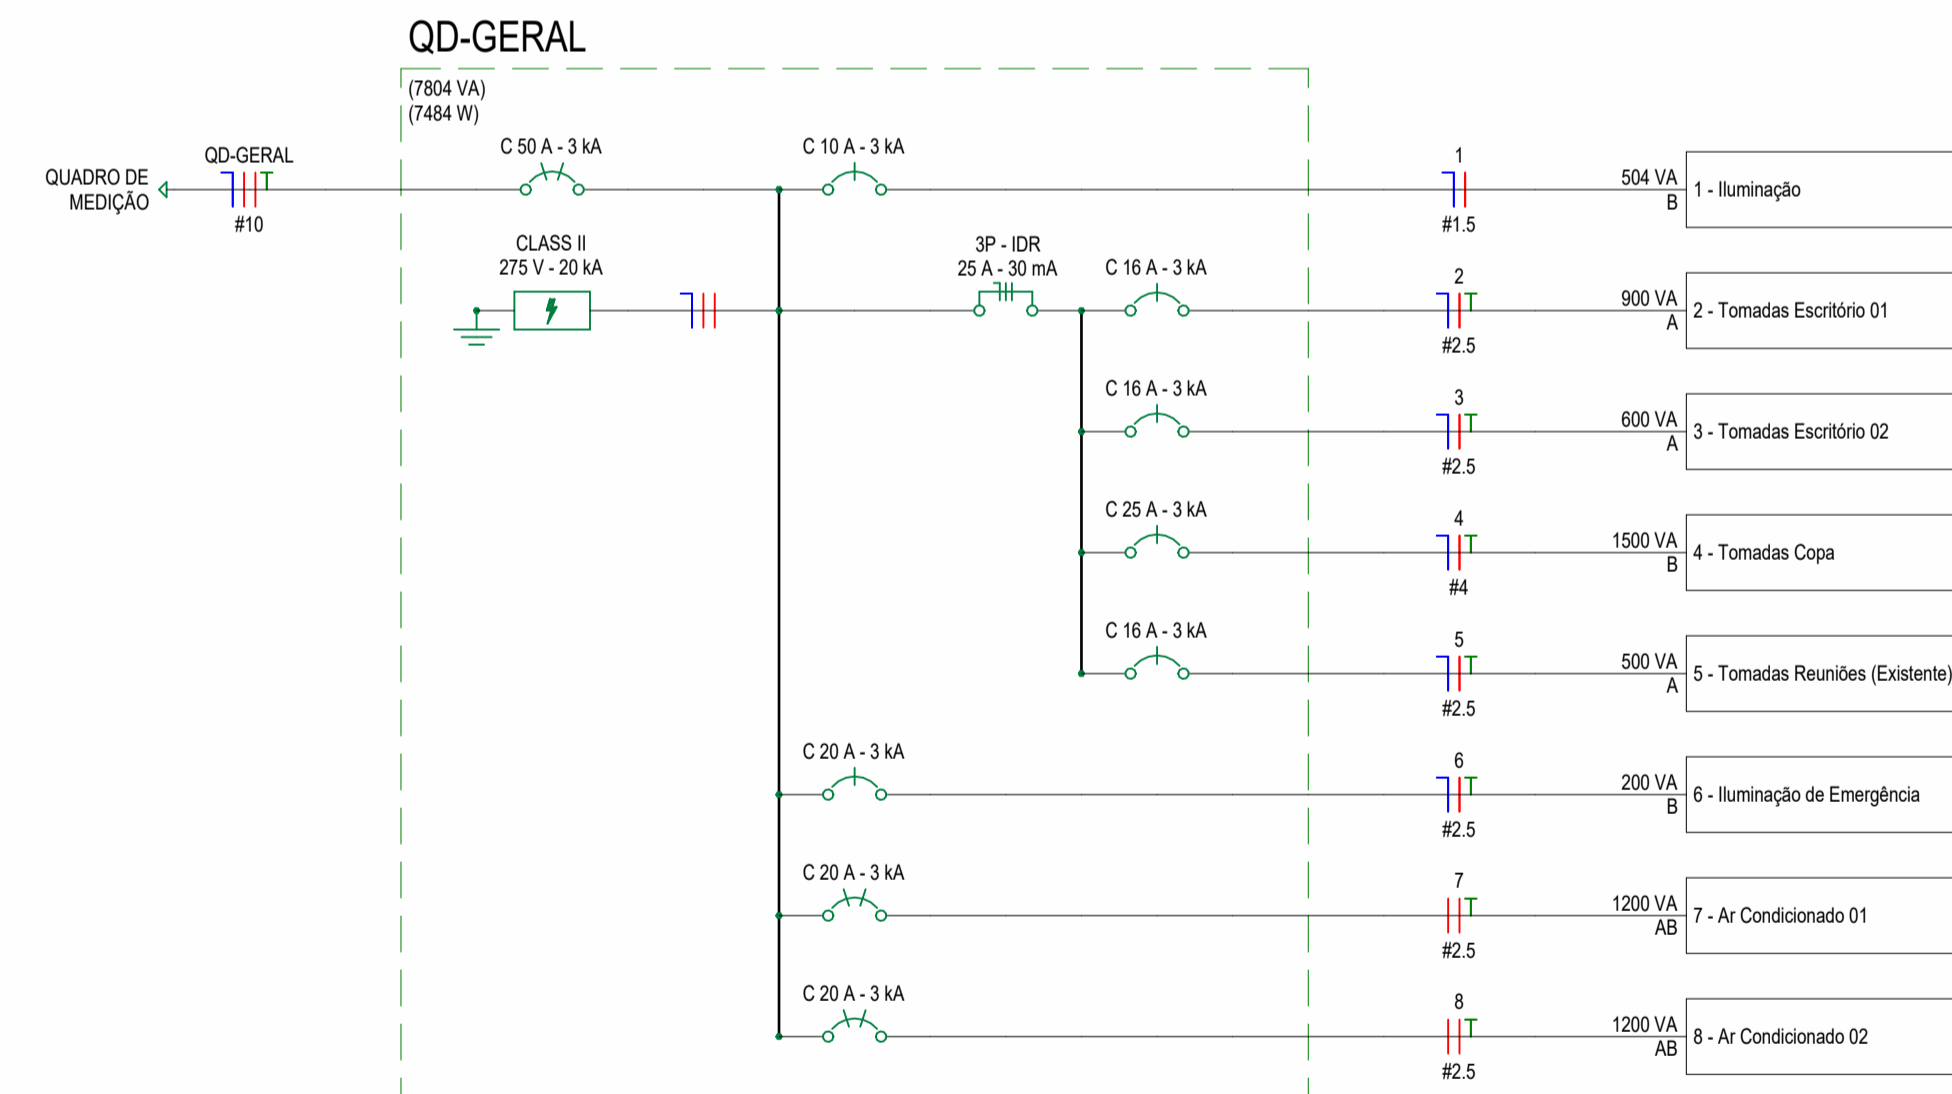 QD-GERAL
(7804 VA)
(7484 W)
QUADRO DE
MEDIÇÃO
QD-GERAL
#10
C 50 A - 3 kA
C 10 A - 3 kA
1
#1.5
504 VA
B
1 - Iluminação
CLASS II
275 V - 20 kA
3P - IDR
25 A - 30 mA
C 16 A - 3 kA
2
#2.5
900 VA
A
2 - Tomadas Escritório 01
C 16 A - 3 kA
3
#2.5
600 VA
A
3 - Tomadas Escritório 02
C 25 A - 3 kA
4
#4
1500 VA
B
4 - Tomadas Copa
C 16 A - 3 kA
5
#2.5
500 VA
A
5 - Tomadas Reuniões (Existente)
C 20 A - 3 kA
6
#2.5
200 VA
B
6 - Iluminação de Emergência
C 20 A - 3 kA
7
#2.5
1200 VA
AB
7 - Ar Condicionado 01
C 20 A - 3 kA
8
#2.5
1200 VA
AB
8 - Ar Condicionado 02